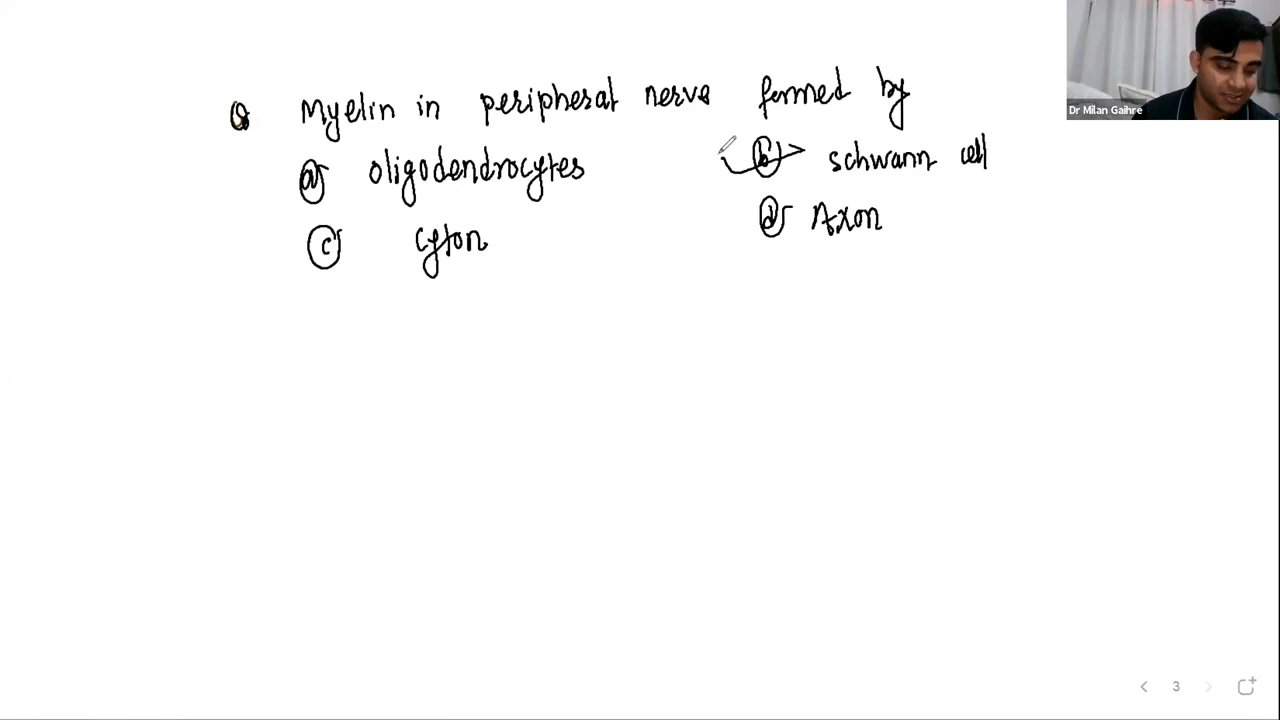 Q Myelin in peripheral nerve formed by
a oligodendrocytes
b schwann cell
c cyton
d Axon
Dr Milan Gaihre
3